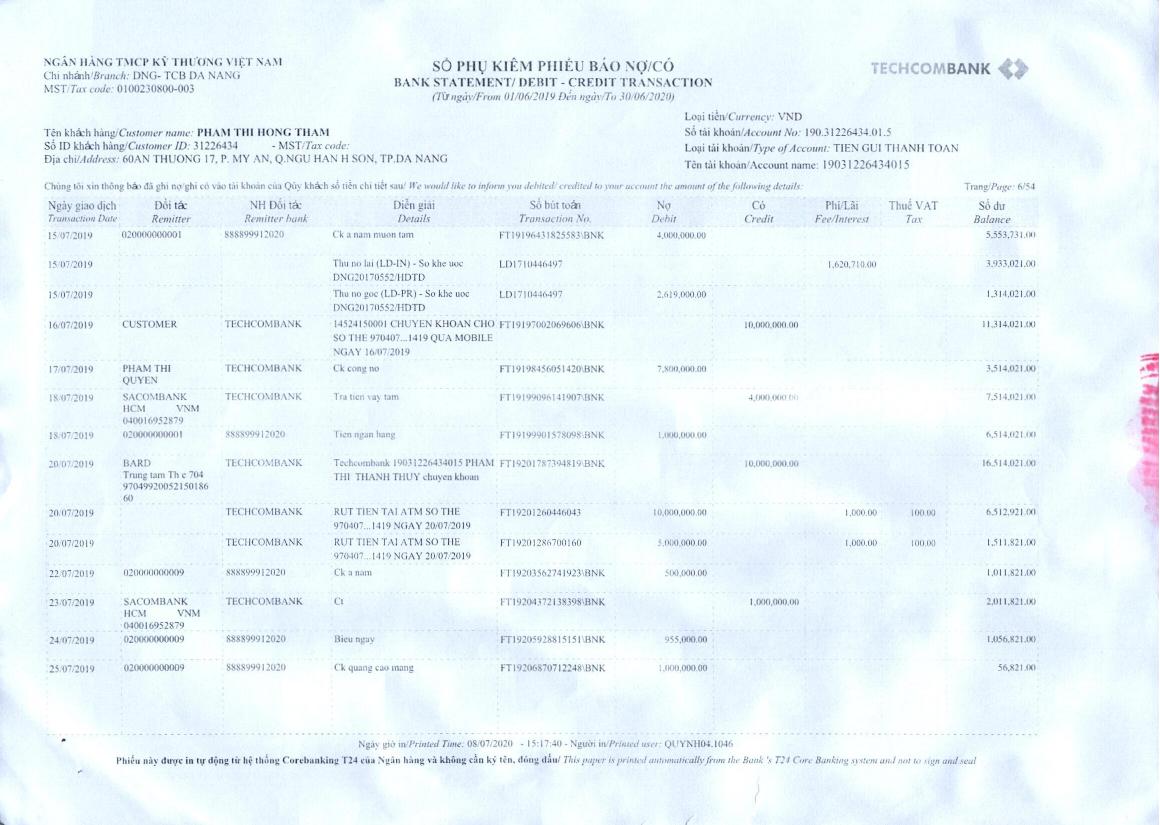 NGÂN HÀNG TMCP KỸ THƯƠNG VIỆT NAM
Chi nhánh/Branch: DNG- TCB DA NANG
MST/Tax code: 0100230800-003
SỔ PHỤ KIÊM PHIẾU BÁO NỢ/CÓ
BANK STATEMENT/ DEBIT - CREDIT TRANSACTION
(Từ ngày/From 01/06/2019 Đến ngày/To 30/06/2020)
TECHCOMBANK
Tên khách hàng/Customer name: PHAM THI HONG THAM
Số ID khách hàng/Customer ID: 31226434 - MST/Tax code:
Địa chỉ/Address: 60AN THUONG 17, P. MY AN, Q.NGU HAN H SON, TP.DA NANG
Loại tiền/Currency: VND
Số tài khoản/Account No: 190.31226434.01.5
Loại tài khoản/Type of Account: TIEN GUI THANH TOAN
Tên tài khoản/Account name: 19031226434015
Chúng tôi xin thông báo đã ghi nợ/ghi có vào tài khoản của Qúy khách số tiền chi tiết sau/ We would like to inform you debited/ credited to your account the amount of the following details:
Trang/Page: 6/54
Ngày giao dịch Đối tác NH Đối tác Diễn giải Số bút toán Nợ Có Phí/Lãi Thuế VAT Số dư
Transaction Date Remitter Remitter bank Details Transaction No. Debit Credit Fee/Interest Tax Balance
15/07/2019 020000000001 888899912020 Ck a nam muon tam FT19196431825583\BNK 4,000,000.00 5,553,731.00
15/07/2019 Thu no lai (LD-IN) - So khe uoc LD1710446497 1,620,710.00 3,933,021.00
DNG20170552/HDTD
15/07/2019 Thu no goc (LD-PR) - So khe uoc LD1710446497 2,619,000.00 1,314,021.00
DNG20170552/HDTD
16/07/2019 CUSTOMER TECHCOMBANK 14524150001 CHUYEN KHOAN CHO FT19197002069606\BNK 10,000,000.00 11,314,021.00
SO THE 970407...1419 QUA MOBILE
NGAY 16/07/2019
17/07/2019 PHAM THI TECHCOMBANK Ck cong no FT19198456051420\BNK 7,800,000.00 3,514,021.00
QUYEN
18/07/2019 SACOMBANK TECHCOMBANK Tra tien vay tam FT19199096141907\BNK 4,000,000.00 7,514,021.00
HCM VNM
040016952879
18/07/2019 020000000001 888899912020 Tien ngan hang FT19199901578098\BNK 1,000,000.00 6,514,021.00
20/07/2019 BARD TECHCOMBANK Techcombank 19031226434015 PHAM FT19201787394819\BNK 10,000,000.00 16,514,021.00
Trung tam Th e 704 THI THANH THUY chuyen khoan
97049920052150186
60
20/07/2019 TECHCOMBANK RUT TIEN TAI ATM SO THE FT19201260446043 10,000,000.00 1,000.00 100.00 6,512,921.00
970407...1419 NGAY 20/07/2019
20/07/2019 TECHCOMBANK RUT TIEN TAI ATM SO THE FT19201286700160 5,000,000.00 1,000.00 100.00 1,511,821.00
970407...1419 NGAY 20/07/2019
22/07/2019 020000000009 888899912020 Ck a nam FT19203562741923\BNK 500,000.00 1,011,821.00
23/07/2019 SACOMBANK TECHCOMBANK Ct FT19204372138398\BNK 1,000,000.00 2,011,821.00
HCM VNM
040016952879
24/07/2019 020000000009 888899912020 Bieu ngay FT19205928815151\BNK 955,000.00 1,056,821.00
25/07/2019 020000000009 888899912020 Ck quang cao mang FT19206870712248\BNK 1,000,000.00 56,821.00
Ngày giờ in/Printed Time: 08/07/2020 - 15:17:40 - Người in/Printed user: QUYNH04.1046
Phiếu này được in tự động từ hệ thống Corebanking T24 của Ngân hàng và không cần ký tên, đóng dấu/ This paper is printed automatically from the Bank 's T24 Core Banking system and not to sign and seal